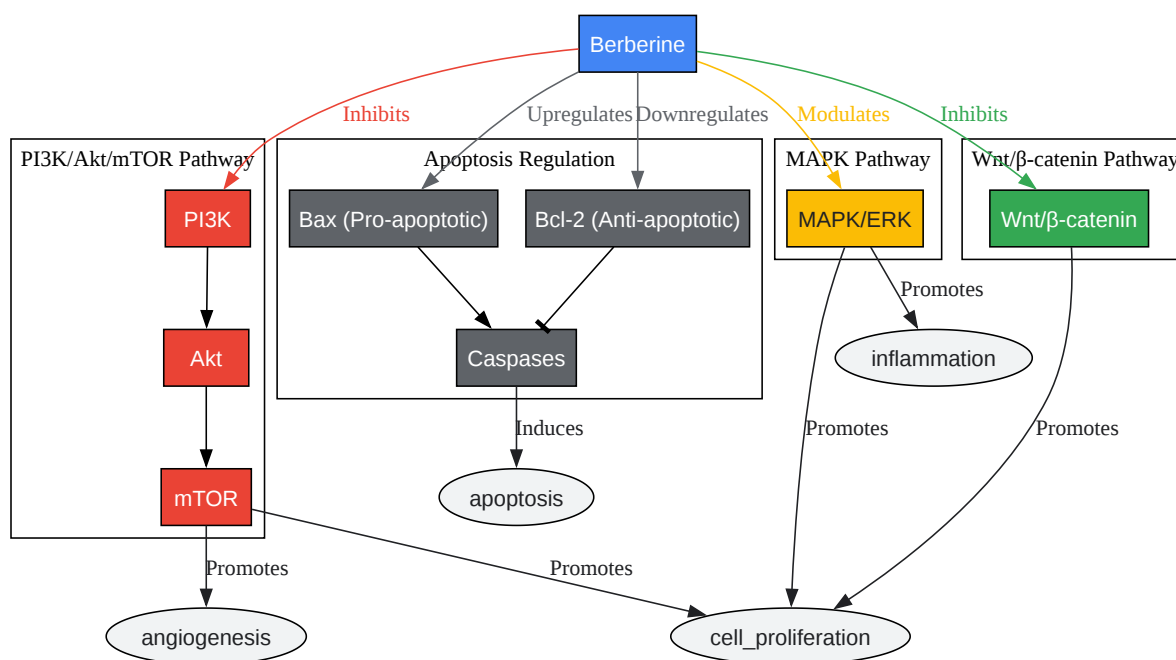 Berberine
Inhibits
Upregulates
Downregulates
Modulates
Inhibits
PI3K/Akt/mTOR Pathway
Apoptosis Regulation
MAPK Pathway
Wnt/β-catenin Pathway
PI3K
Bax (Pro-apoptotic)
Bcl-2 (Anti-apoptotic)
MAPK/ERK
Wnt/β-catenin
Promotes
Akt
Caspases
inflammation
Induces
Promotes
Promotes
mTOR
apoptosis
Promotes
Promotes
angiogenesis
cell_proliferation